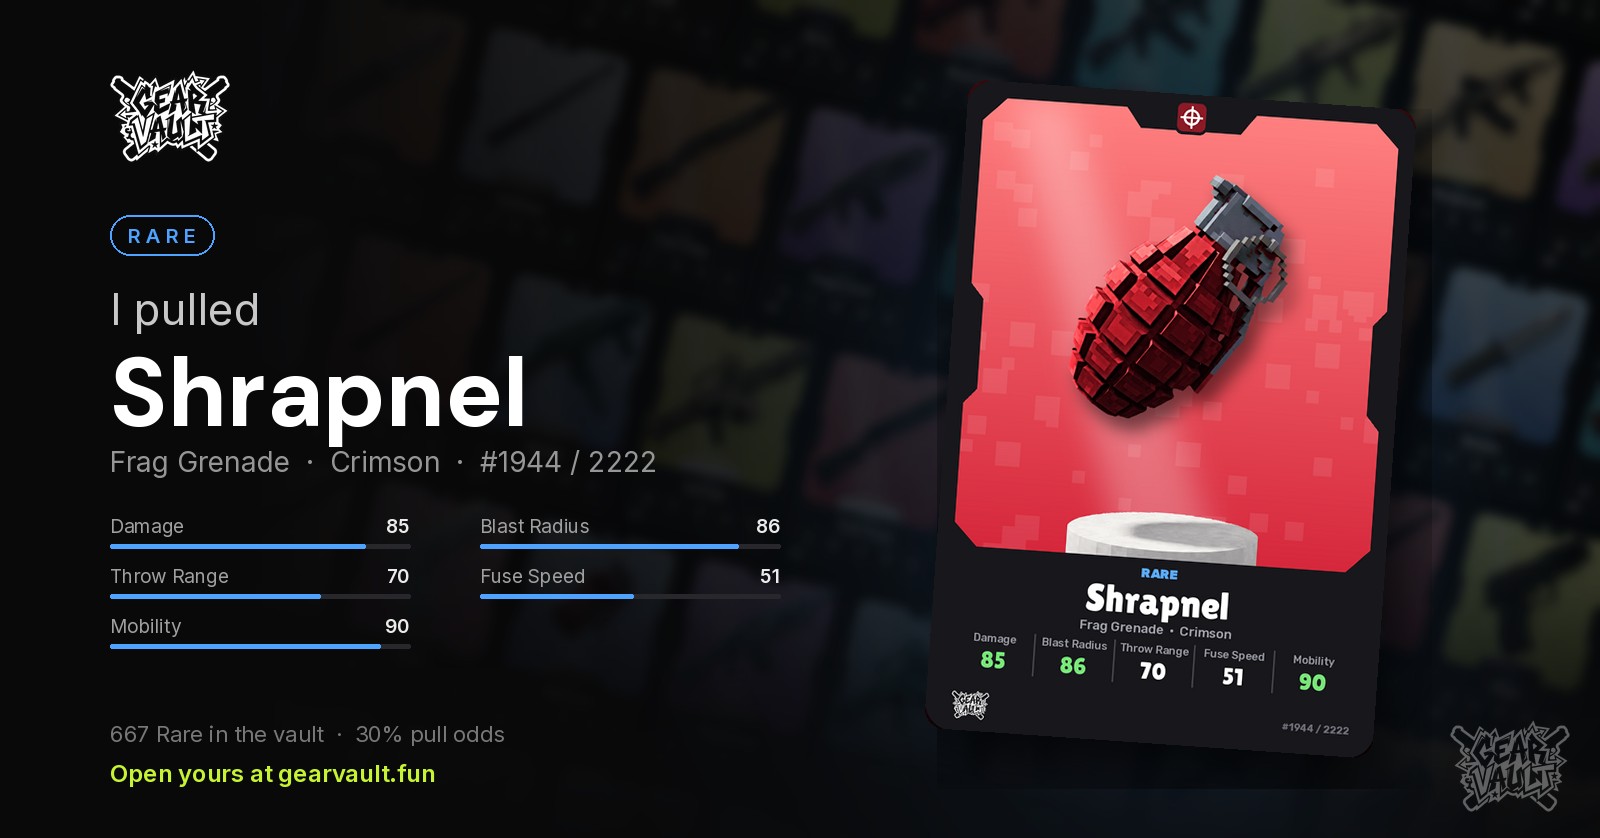 GEAR
VAULT
RARE
I pulled
Shrapnel
Frag Grenade · Crimson · #1944 / 2222
Damage 85
Blast Radius 86
Throw Range 70
Fuse Speed 51
Mobility 90
667 Rare in the vault · 30% pull odds
Open yours at gearvault.fun
RARE
Shrapnel
Frag Grenade · Crimson
Damage Blast Radius Throw Range Fuse Speed Mobility
85 86 70 51 90
GEAR
VAULT
#1944 / 2222
GEAR
VAULT